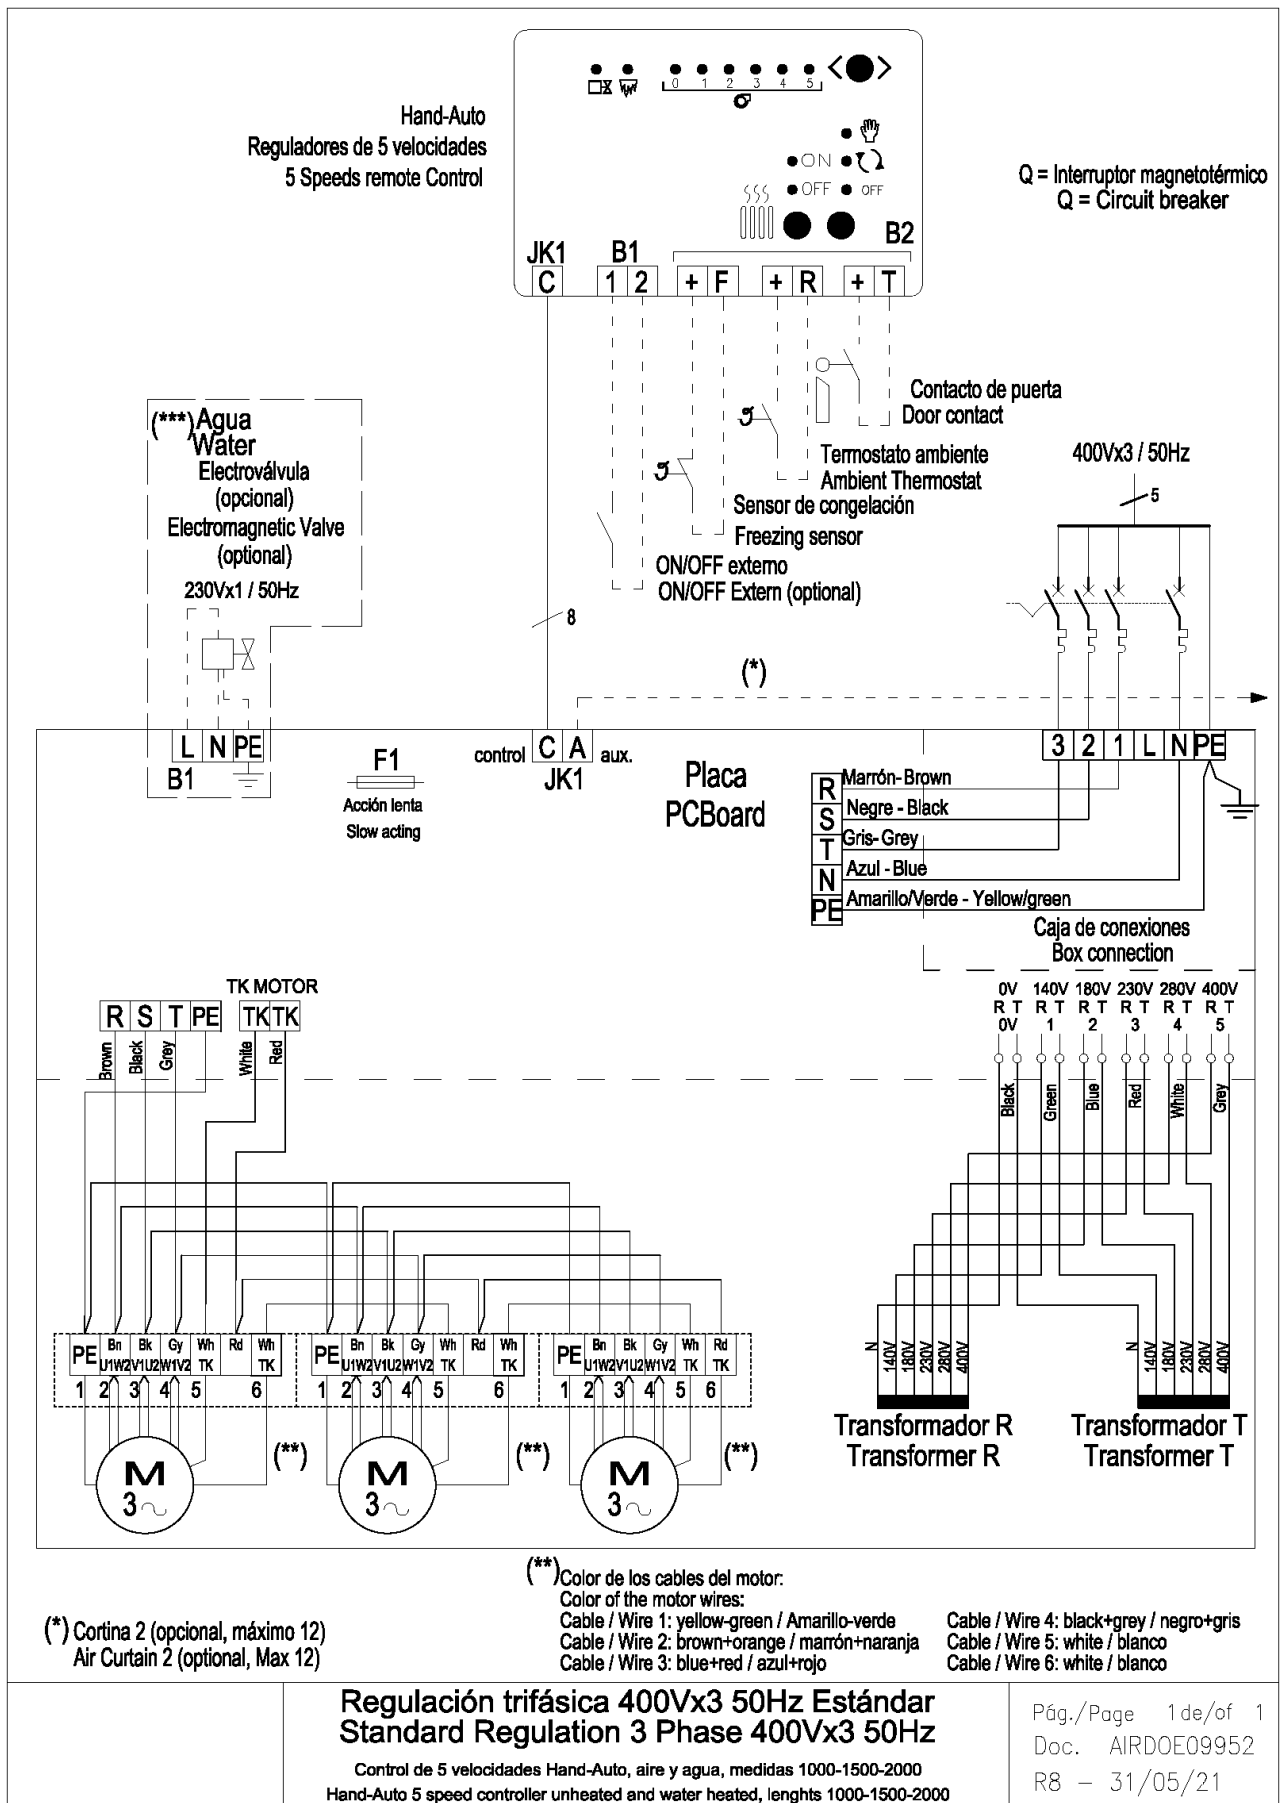 0 1 2 3 4 5
Hand-Auto
Reguladores de 5 velocidades
5 Speeds remote Control
ON
OFF OFF
Q = Interruptor magnetotérmico
Q = Circuit breaker
JK1 B1 B2
C 1 2 + F + R + T
Contacto de puerta
Door contact
Termostato ambiente
Ambient Thermostat
Sensor de congelación
Freezing sensor
ON/OFF externo
ON/OFF Extern (optional)
400Vx3 / 50Hz
5
(***) Agua
Water
Electroválvula
(opcional)
Electromagnetic Valve
(optional)
230Vx1 / 50Hz
8
(*)
L N PE
B1
F1
Acción lenta
Slow acting
control C A aux.
JK1
Placa
PCBoard
3 2 1 L N PE
R Marrón-Brown
S Negre - Black
T Gris-Grey
N Azul - Blue
PE Amarillo/Verde - Yellow/green
Caja de conexiones
Box connection
TK MOTOR
R S T PE TK TK
Brown Black Grey White Red
0V 140V 180V 230V 280V 400V
R T R T R T R T R T R T
0V 1 2 3 4 5
Black Green Blue Red White Grey
PE Bn Bk Gy Wh Rd Wh
U1W2 V1U2 W1V2 TK TK
1 2 3 4 5 6
PE Bn Bk Gy Wh Rd Wh
U1W2 V1U2 W1V2 TK TK
1 2 3 4 5 6
PE Bn Bk Gy Wh Rd
U1W2 V1U2 W1V2 TK TK
1 2 3 4 5 6
M
3
(**)
M
3
(**)
M
3
(**)
N 140V 180V 230V 280V 400V
Transformador R
Transformer R
N 140V 180V 230V 280V 400V
Transformador T
Transformer T
(**) Color de los cables del motor:
Color of the motor wires:
Cable / Wire 1: yellow-green / Amarillo-verde
Cable / Wire 2: brown+orange / marrón+naranja
Cable / Wire 3: blue+red / azul+rojo
Cable / Wire 4: black+grey / negro+gris
Cable / Wire 5: white / blanco
Cable / Wire 6: white / blanco
(*) Cortina 2 (opcional, máximo 12)
Air Curtain 2 (optional, Max 12)
Regulación trifásica 400Vx3 50Hz Estándar
Standard Regulation 3 Phase 400Vx3 50Hz
Control de 5 velocidades Hand-Auto, aire y agua, medidas 1000-1500-2000
Hand-Auto 5 speed controller unheated and water heated, lenghts 1000-1500-2000
Pág./Page 1 de/of 1
Doc. AIRDOE09952
R8 - 31/05/21